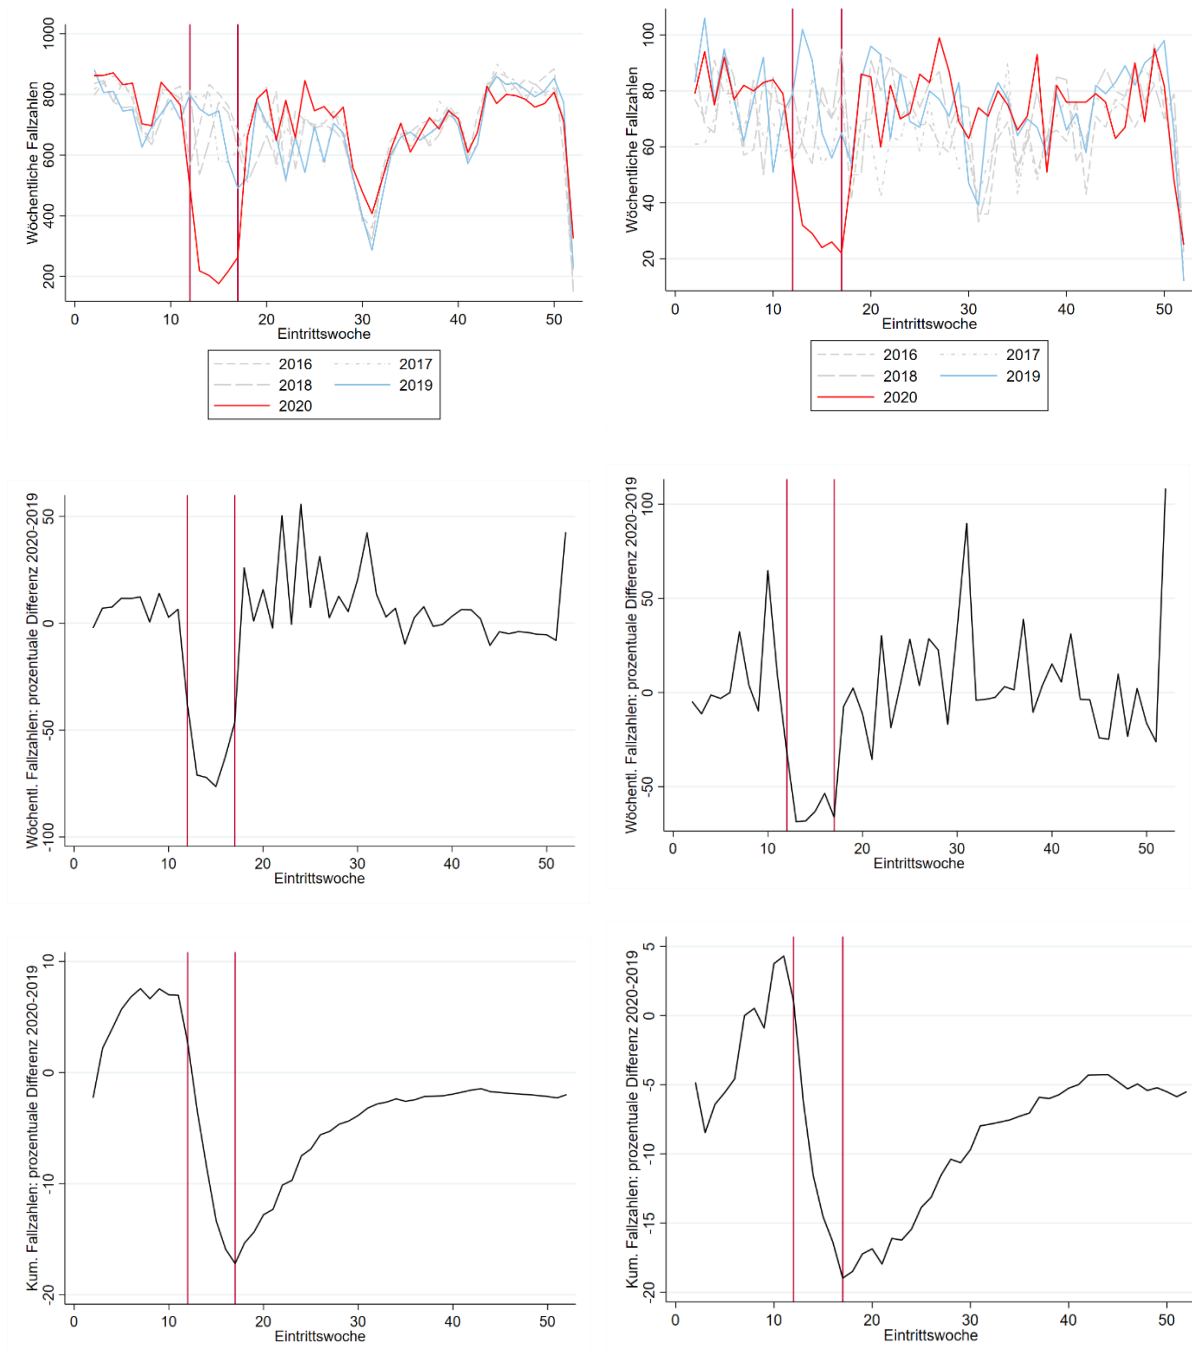 Wöchentliche Fallzahlen
1000
800
600
400
200
0 10 20 30 40 50
Eintrittswoche
2016 2017
2018 2019
2020
Wöchentliche Fallzahlen
100
80
60
40
20
0 10 20 30 40 50
Eintrittswoche
2016 2017
2018 2019
2020
Wöchentl. Fallzahlen: prozentuale Differenz 2020-2019
50
0
-50
-100
0 10 20 30 40 50
Eintrittswoche
Wöchentl. Fallzahlen: prozentuale Differenz 2020-2019
100
50
0
-50
0 10 20 30 40 50
Eintrittswoche
Kum. Fallzahlen: prozentuale Differenz 2020-2019
10
0
-10
-20
0 10 20 30 40 50
Eintrittswoche
Kum. Fallzahlen: prozentuale Differenz 2020-2019
5
0
-5
-10
-15
-20
0 10 20 30 40 50
Eintrittswoche